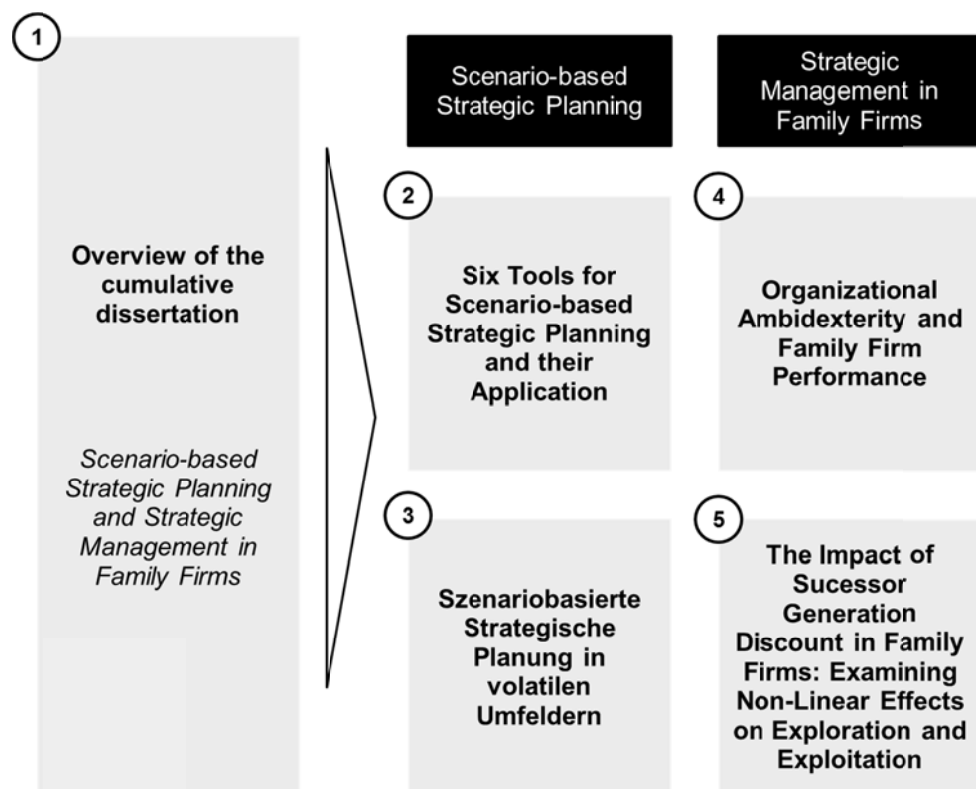 1
Overview of the
cumulative
dissertation
Scenario-based
Strategic Planning
and Strategic
Management in
Family Firms
Scenario-based
Strategic Planning
2
Six Tools for
Scenario-based
Strategic Planning
and their
Application
3
Szenariobasierte
Strategische
Planung in
volatilen
Umfeldern
Strategic
Management in
Family Firms
4
Organizational
Ambidexterity and
Family Firm
Performance
5
The Impact of
Sucessor
Generation
Discount in Family
Firms: Examining
Non-Linear Effects
on Exploration and
Exploitation